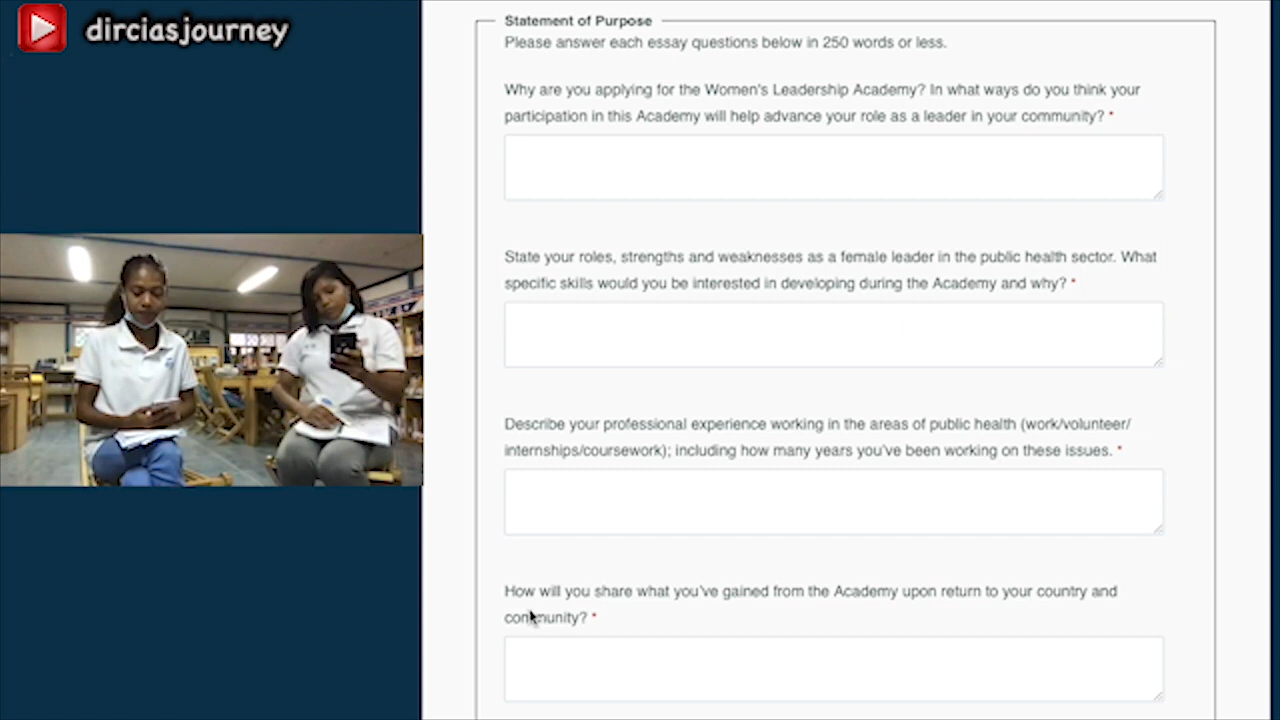 dirciasjourney
Statement of Purpose
Please answer each essay questions below in 250 words or less.
Why are you applying for the Women's Leadership Academy? In what ways do you think your
participation in this Academy will help advance your role as a leader in your community? *
State your roles, strengths and weaknesses as a female leader in the public health sector. What
specific skills would you be interested in developing during the Academy and why? *
Describe your professional experience working in the areas of public health (work/volunteer/
internships/coursework); including how many years you've been working on these issues. *
How will you share what you've gained from the Academy upon return to your country and
community? *